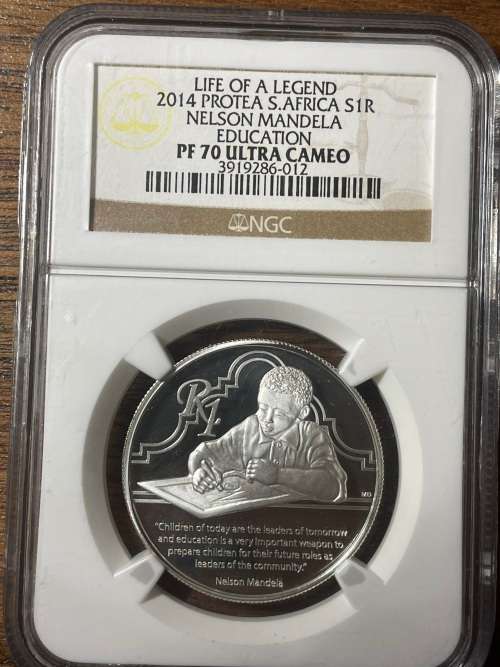 LIFE OF A LEGEND
2014 PROTEA S.AFRICA S1R
NELSON MANDELA
EDUCATION
PF 70 ULTRA CAMEO
3919286-012
NGC
R1
MB
"Children of today are the leaders of tomorrow
and education is a very important weapon to
prepare children for their future roles as
leaders of the community."
Nelson Mandela